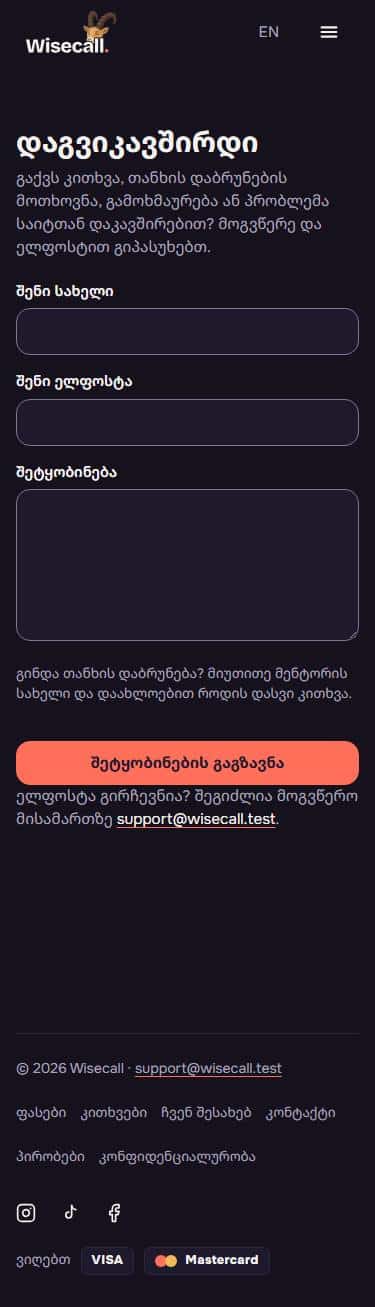 Wisecall.
EN
დაგვიკავშირდი
გაქვს კითხვა, თანხის დაბრუნების
მოთხოვნა, გამოხმაურება ან პრობლემა
საიტთან დაკავშირებით? მოგვწერე და
ელფოსტით გიპასუხებთ.
შენი სახელი
შენი ელფოსტა
შეტყობინება
გინდა თანხის დაბრუნება? მიუთითე მენტორის
სახელი და დაახლოებით როდის დასვი კითხვა.
შეტყობინების გაგზავნა
ელფოსტა გირჩევნია? შეგიძლია მოგვწერო
მისამართზე support@wisecall.test.
© 2026 Wisecall · support@wisecall.test
ფასები კითხვები ჩვენ შესახებ კონტაქტი
პირობები კონფიდენციალურობა
ვიღებთ VISA Mastercard